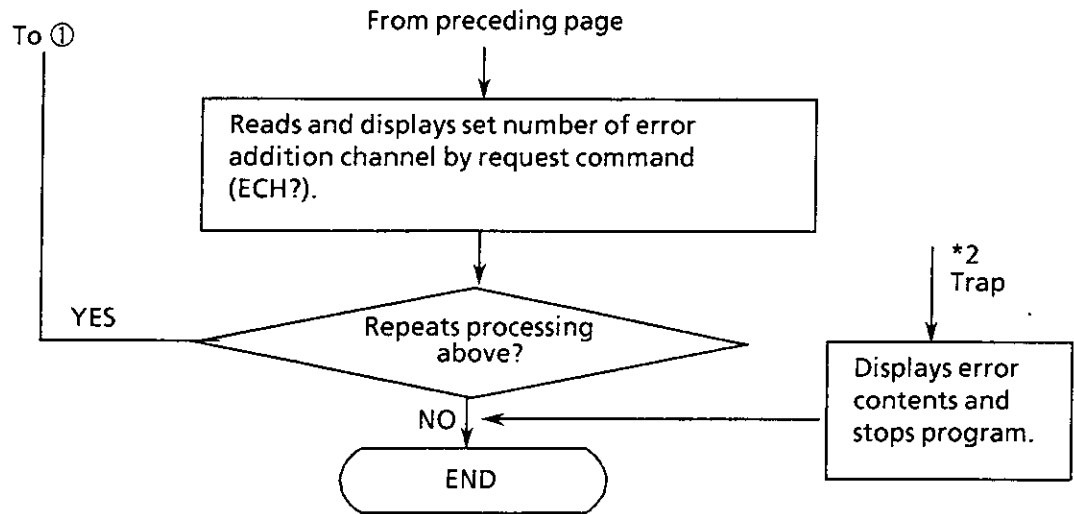 To ①
From preceding page
Reads and displays set number of error
addition channel by request command
(ECH?).
*2
Trap
YES
Repeats processing
above?
Displays error
contents and
stops program.
NO
END